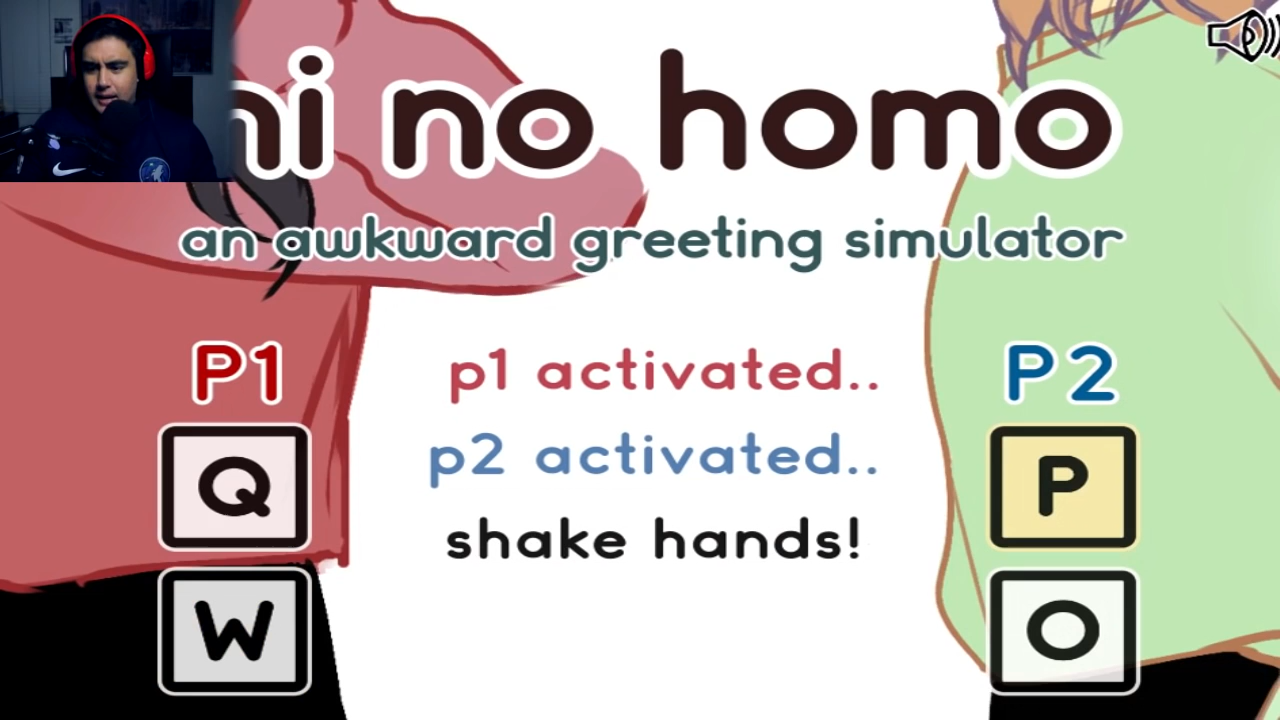 hi no homo
an awkward greeting simulator
P1
p1 activated..
P2
Q
p2 activated..
P
shake hands!
W
O